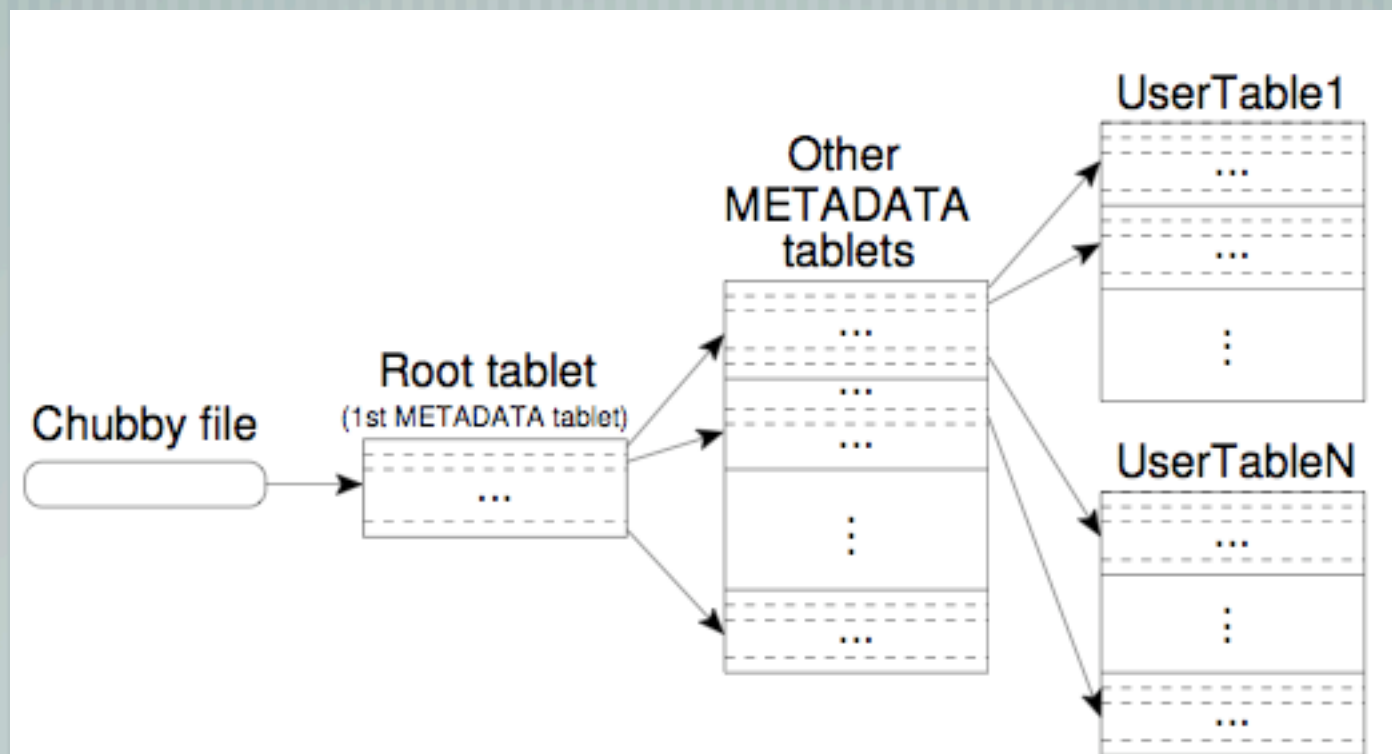 Chubby file
Root tablet
(1st METADATA tablet)
...
Other
METADATA
tablets
...
...
...
⋮
...
UserTable1
...
...
⋮
UserTableN
...
⋮
...